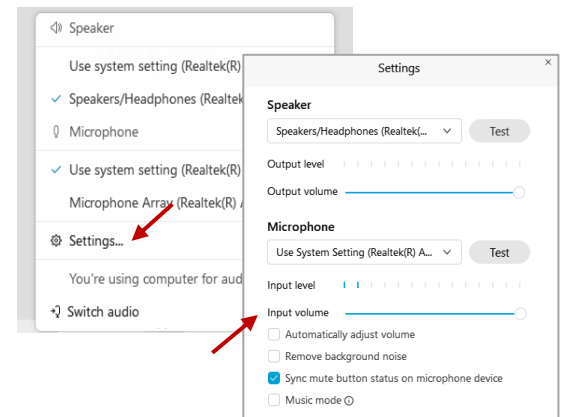 Speaker
Use system setting (Realtek(R)
Speakers/Headphones (Realtek
Microphone
Use system setting (Realtek(R)
Microphone Array (Realtek(R)
Settings...
You're using computer for aud
Switch audio
Settings
Speaker
Speakers/Headphones (Realtek(...
Test
Output level
Output volume
Microphone
Use System Setting (Realtek(R) A...
Test
Input level
Input volume
Automatically adjust volume
Remove background noise
Sync mute button status on microphone device
Music mode